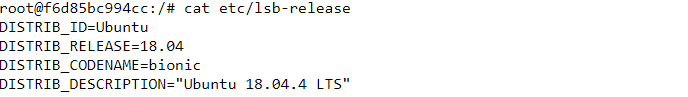 root@f6d85bc994cc:/# cat etc/lsb-release
DISTRIB_ID=Ubuntu
DISTRIB_RELEASE=18.04
DISTRIB_CODENAME=bionic
DISTRIB_DESCRIPTION="Ubuntu 18.04.4 LTS"